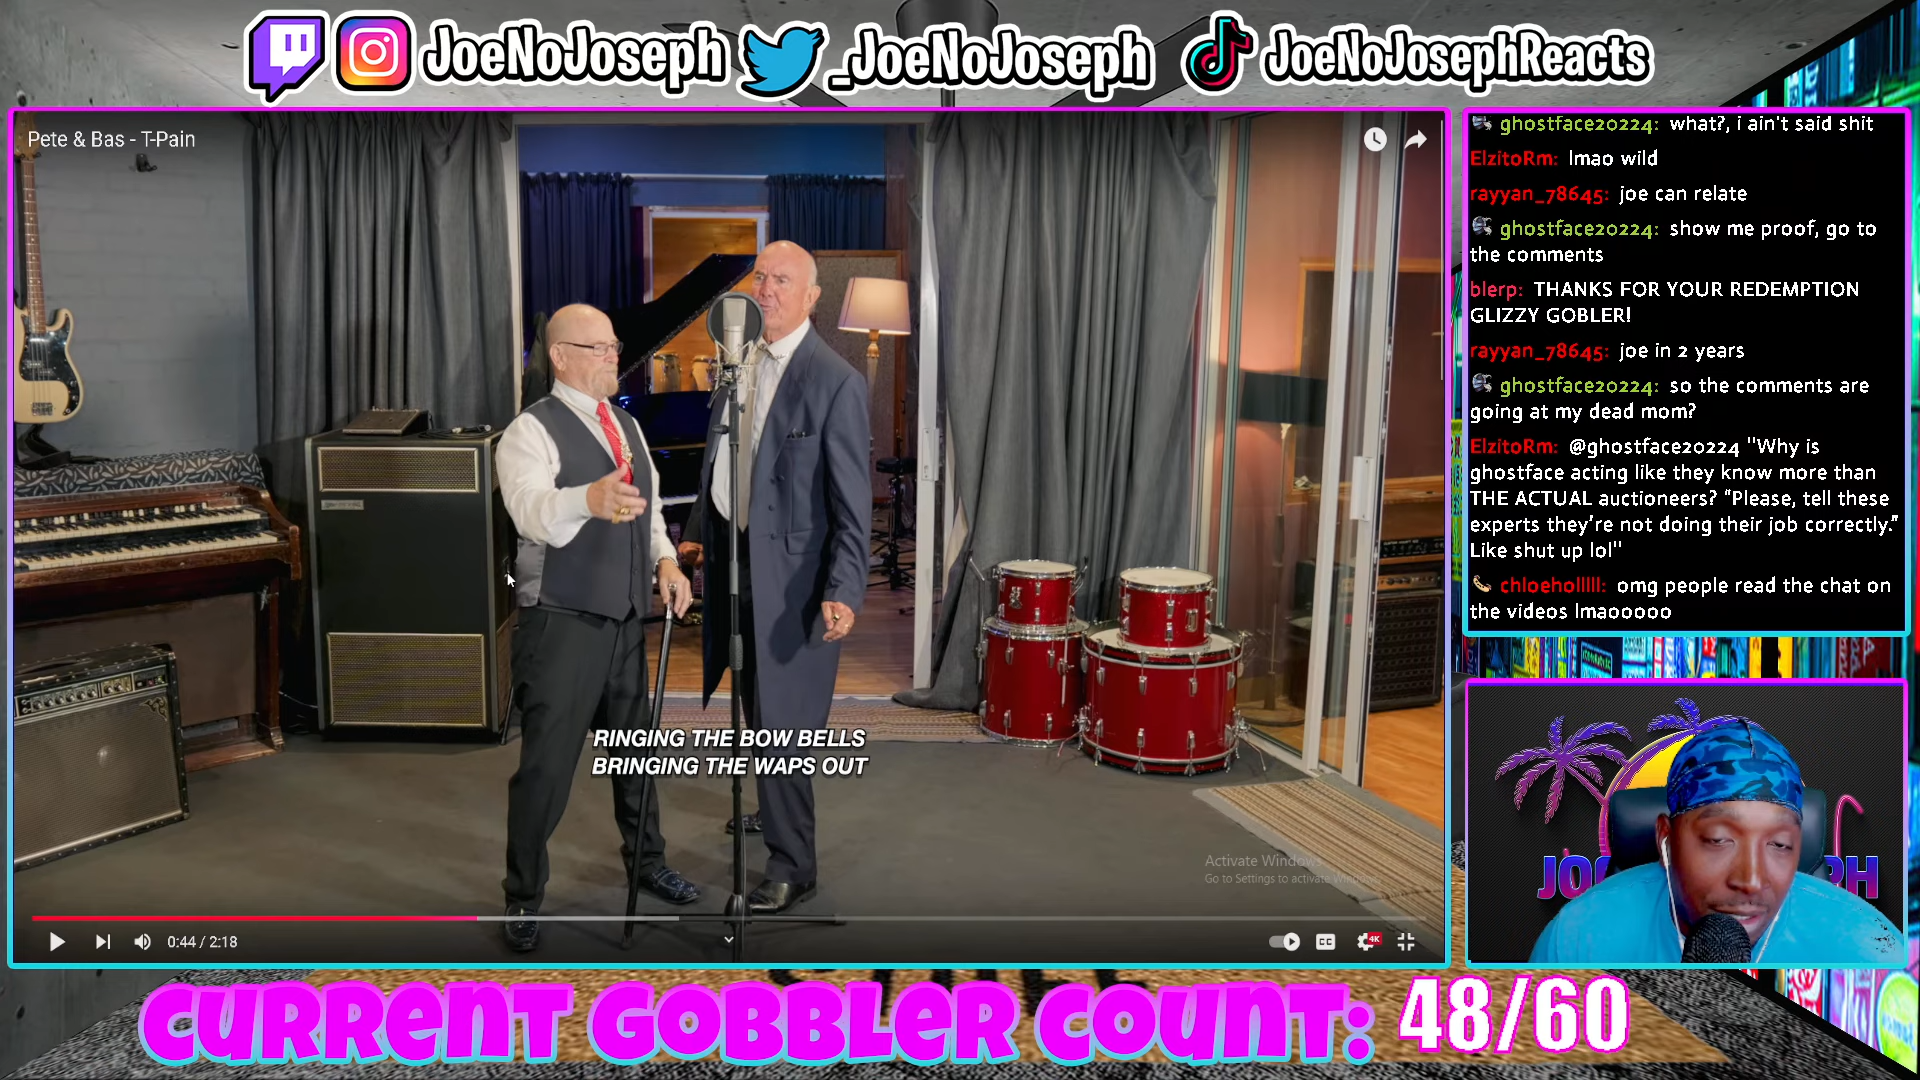 JoeNoJoseph _JoeNoJoseph JoeNoJosephReacts
Pete & Bas - T-Pain
RINGING THE BOW BELLS
BRINGING THE WAPS OUT
Activate Windows
Go to Settings to activate Windows.
0:44 / 2:18
CC
4K
ghostface20224: what?, i ain't said shit
ElzitoRm: lmao wild
rayyan_78645: joe can relate
ghostface20224: show me proof, go to
the comments
blerp: THANKS FOR YOUR REDEMPTION
GLIZZY GOBLER!
rayyan_78645: joe in 2 years
ghostface20224: so the comments are
going at my dead mom?
ElzitoRm: @ghostface20224 "Why is
ghostface acting like they know more than
THE ACTUAL auctioneers? "Please, tell these
experts they're not doing their job correctly."
Like shut up lol"
chloeholllll: omg people read the chat on
the videos lmaooooo
JO PH
CURRENT GOBBLER COUNT: 48/60